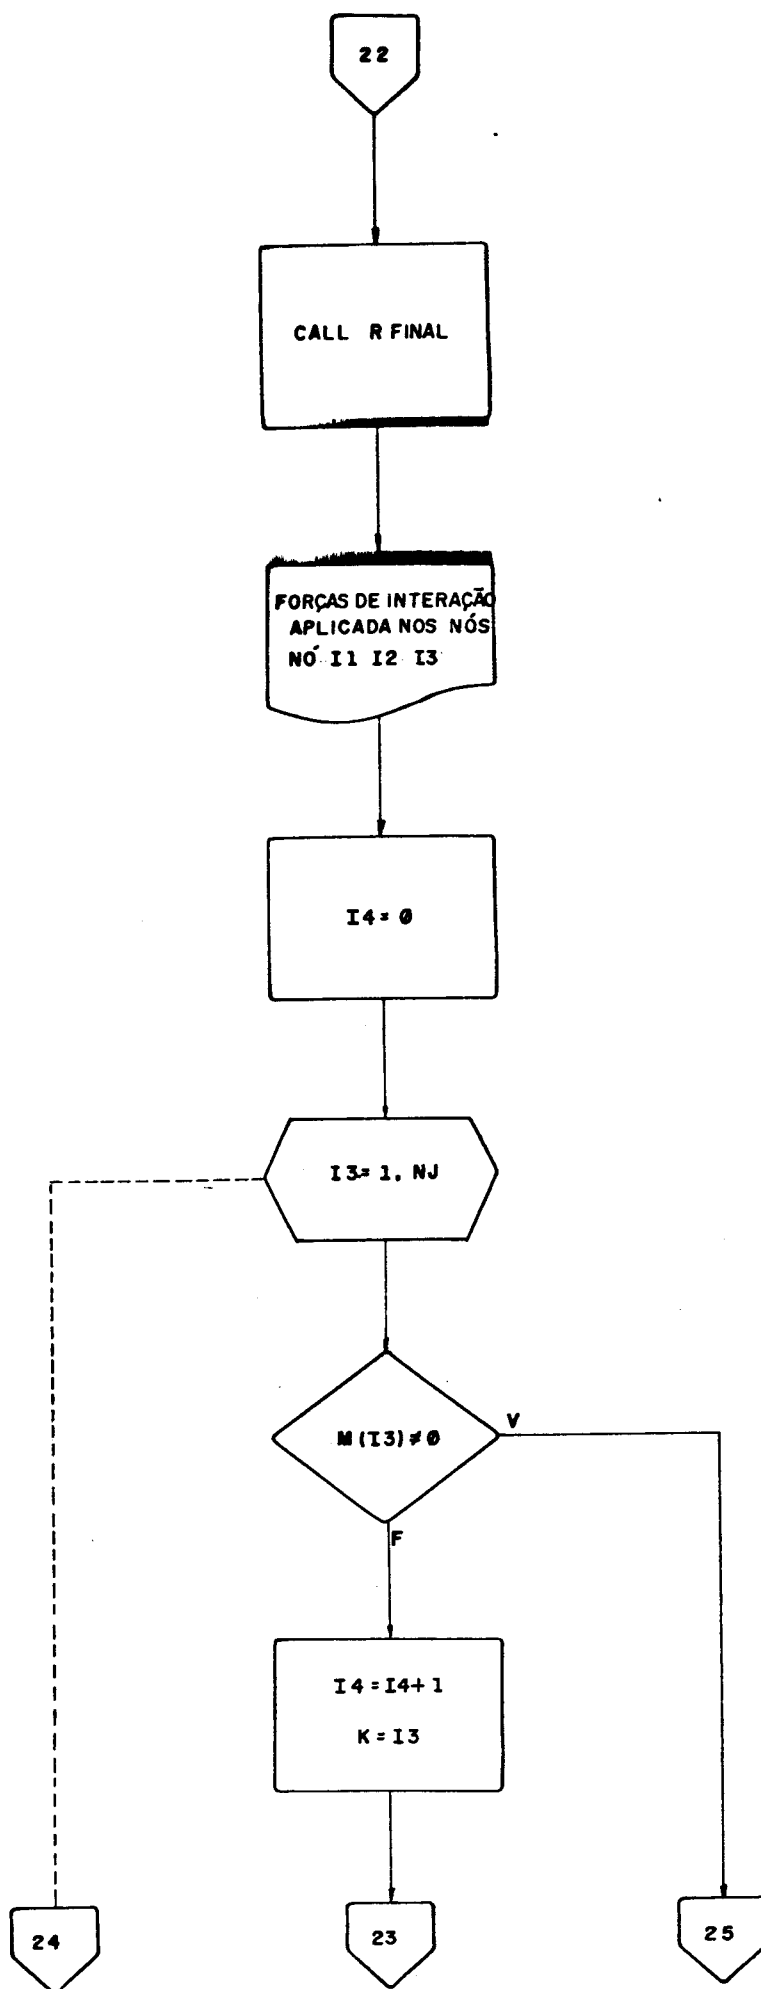 22
CALL R FINAL
FORÇAS DE INTERAÇÃO
APLICADA NOS NÓS
NÓ I1 I2 I3
I4=0
I3=1, NJ
M(I3)≠0
V
F
I4=I4+1
K=I3
24
23
25